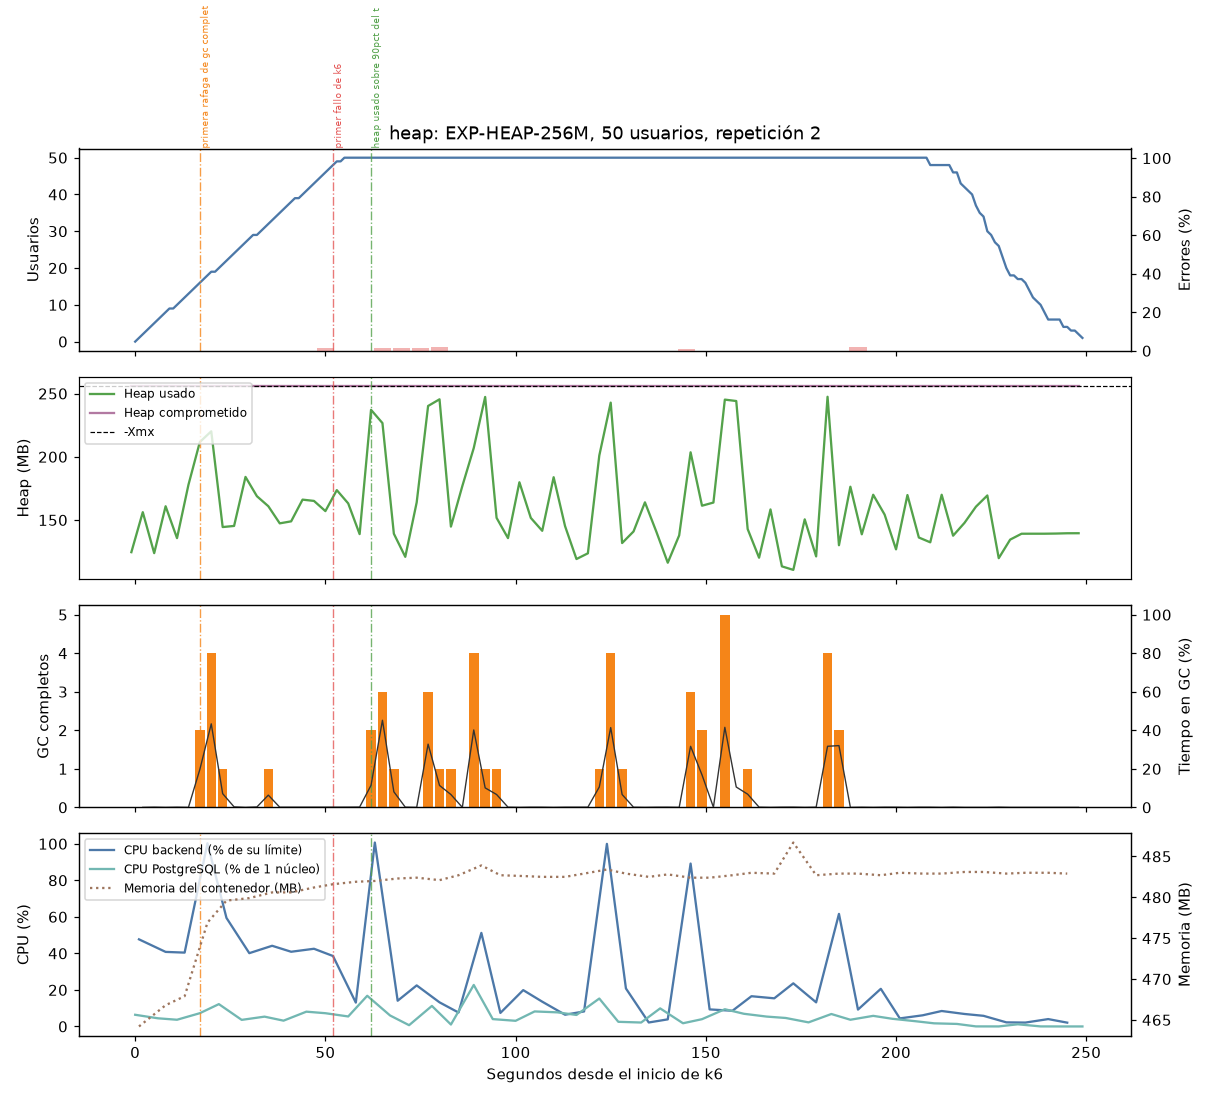 primera rafaga de gc complet
primer fallo de k6
heap usado sobre 90pct del t
heap: EXP-HEAP-256M, 50 usuarios, repetición 2
Usuarios
50
40
30
20
10
0
Errores (%)
100
80
60
40
20
0
Heap (MB)
250
200
150
Heap usado
Heap comprometido
-Xmx
GC completos
5
4
3
2
1
0
Tiempo en GC (%)
100
80
60
40
20
0
CPU (%)
100
80
60
40
20
0
CPU backend (% de su límite)
CPU PostgreSQL (% de 1 núcleo)
Memoria del contenedor (MB)
Memoria (MB)
485
480
475
470
465
0 50 100 150 200 250
Segundos desde el inicio de k6